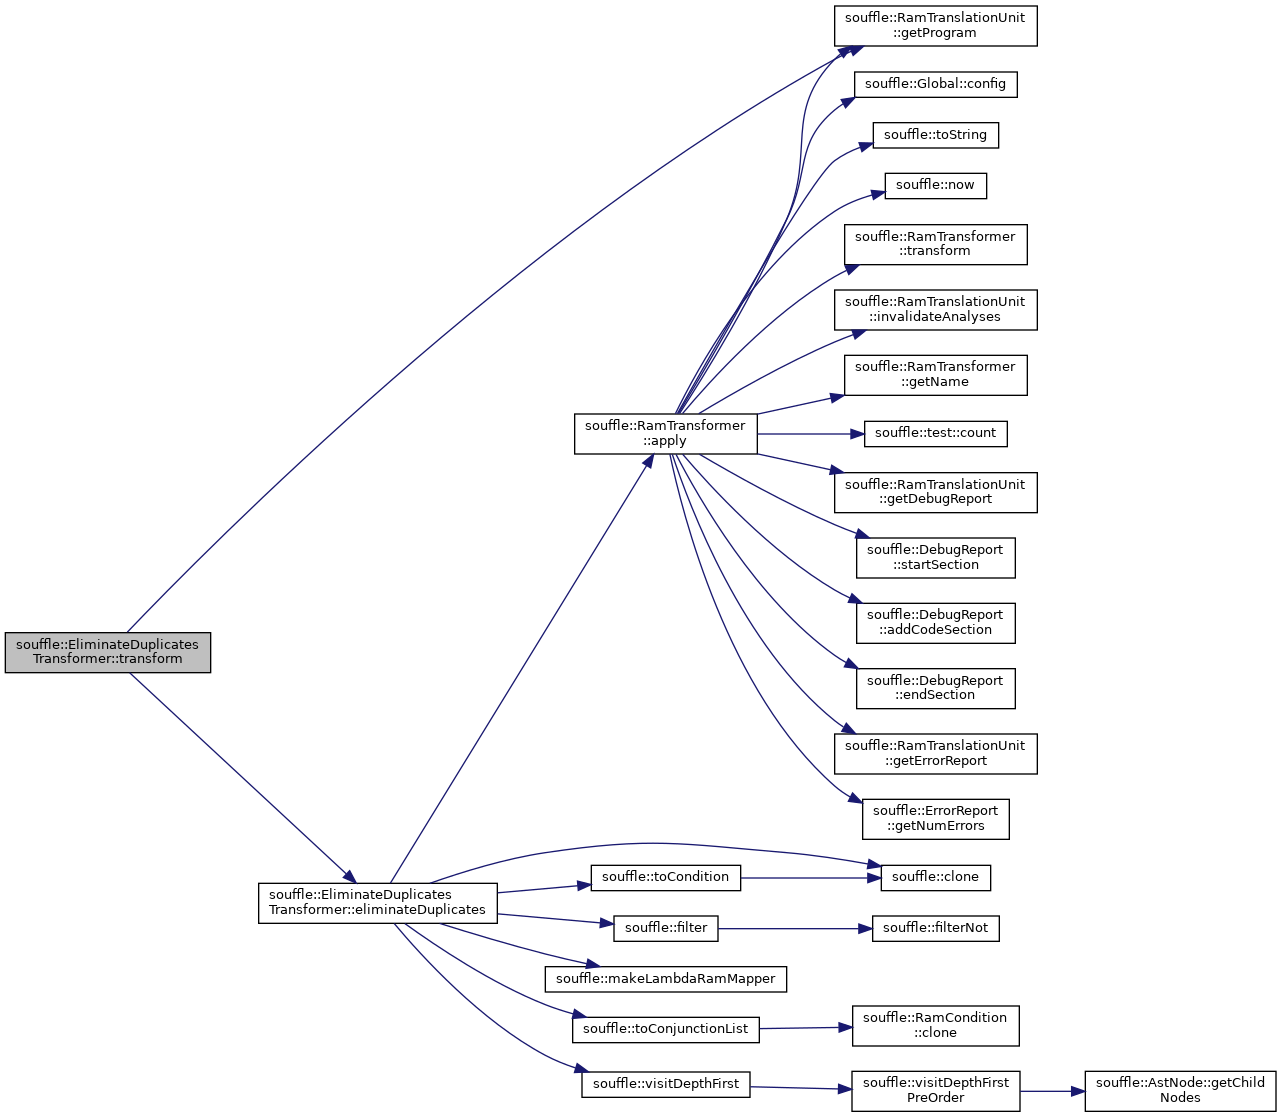 souffle::RamTranslationUnit
::getProgram
souffle::Global::config
souffle::toString
souffle::now
souffle::RamTransformer
::transform
souffle::RamTranslationUnit
::invalidateAnalyses
souffle::RamTransformer
::getName
souffle::RamTransformer
::apply
souffle::test::count
souffle::RamTranslationUnit
::getDebugReport
souffle::DebugReport
::startSection
souffle::DebugReport
::addCodeSection
souffle::EliminateDuplicates
Transformer::transform
souffle::DebugReport
::endSection
souffle::RamTranslationUnit
::getErrorReport
souffle::ErrorReport
::getNumErrors
souffle::toCondition
souffle::clone
souffle::EliminateDuplicates
Transformer::eliminateDuplicates
souffle::filter
souffle::filterNot
souffle::makeLambdaRamMapper
souffle::toConjunctionList
souffle::RamCondition
::clone
souffle::visitDepthFirst
souffle::visitDepthFirst
PreOrder
souffle::AstNode::getChild
Nodes